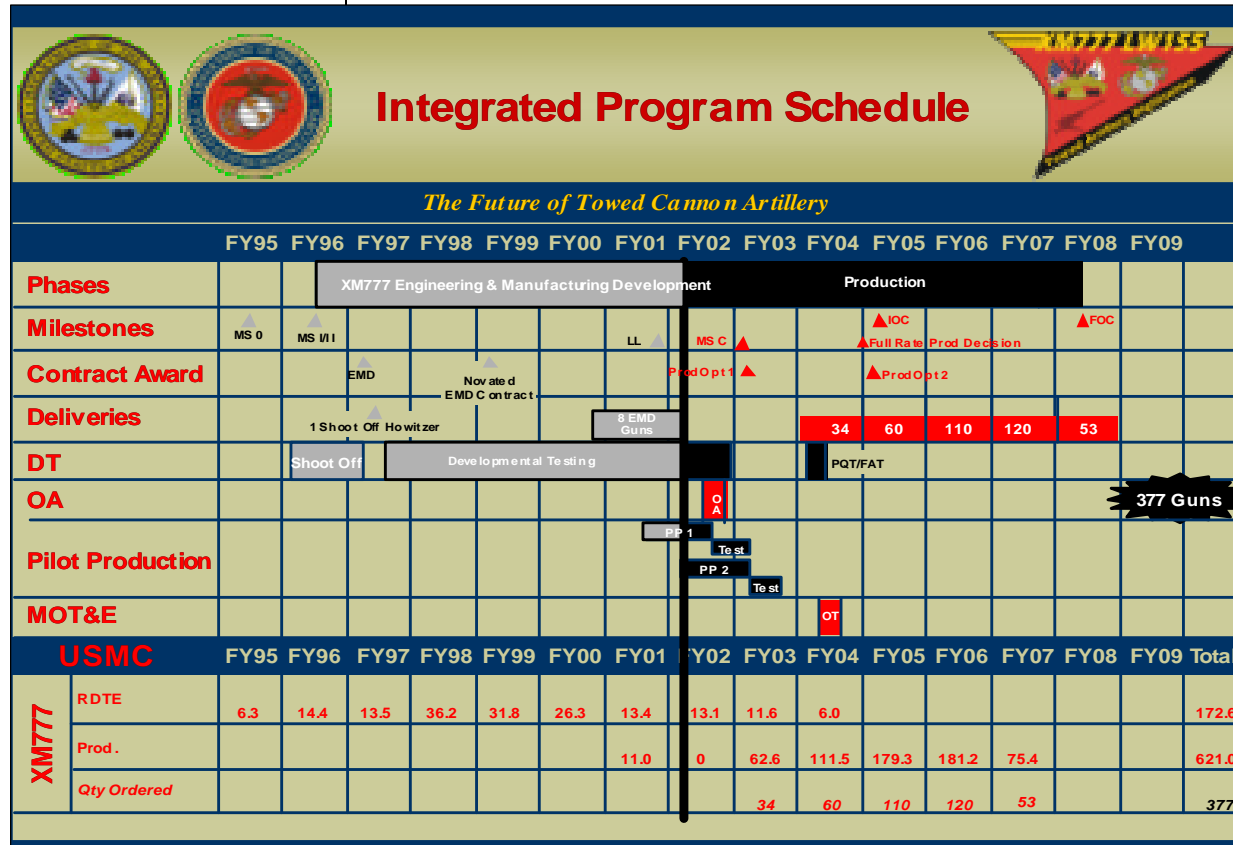 Integrated Program Schedule
The Future of Towed Cannon Artillery
FY95 FY96 FY97 FY98 FY99 FY00 FY01 FY02 FY03 FY04 FY05 FY06 FY07 FY08 FY09
Phases
XM777 Engineering & Manufacturing Development
Production
Milestones
MS 0
MS I/II
LL
MS C
IOC
Full Rate Prod Decision
FOC
Contract Award
EMD
Novated
EMD Contract
Prod Opt 1
Prod Opt 2
Deliveries
1 Shoot Off Howitzer
8 EMD
Guns
34 60 110 120 53
DT
Shoot Off
Developmental Testing
PQT/FAT
OA
O
A
377 Guns
Pilot Production
PP 1
Test
PP 2
Test
MOT&E
OT
USMC FY95 FY96 FY97 FY98 FY99 FY00 FY01 FY02 FY03 FY04 FY05 FY06 FY07 FY08 FY09 Total
XM777
RDTE
6.3 14.4 13.5 36.2 31.8 26.3 13.4 13.1 11.6 6.0 172.6
Prod.
11.0 0 62.6 111.5 179.3 181.2 75.4 621.0
Qty Ordered
34 60 110 120 53 377